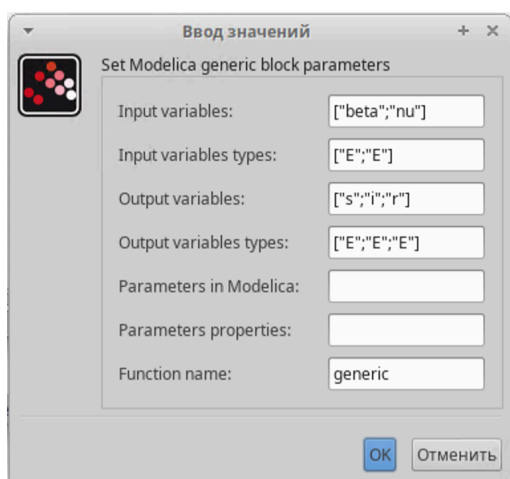 Ввод значений
Set Modelica generic block parameters
Input variables: ["beta";"nu"]
Input variables types: ["E";"E"]
Output variables: ["s";"i";"r"]
Output variables types: ["E";"E";"E"]
Parameters in Modelica:
Parameters properties:
Function name: generic
OK Отменить